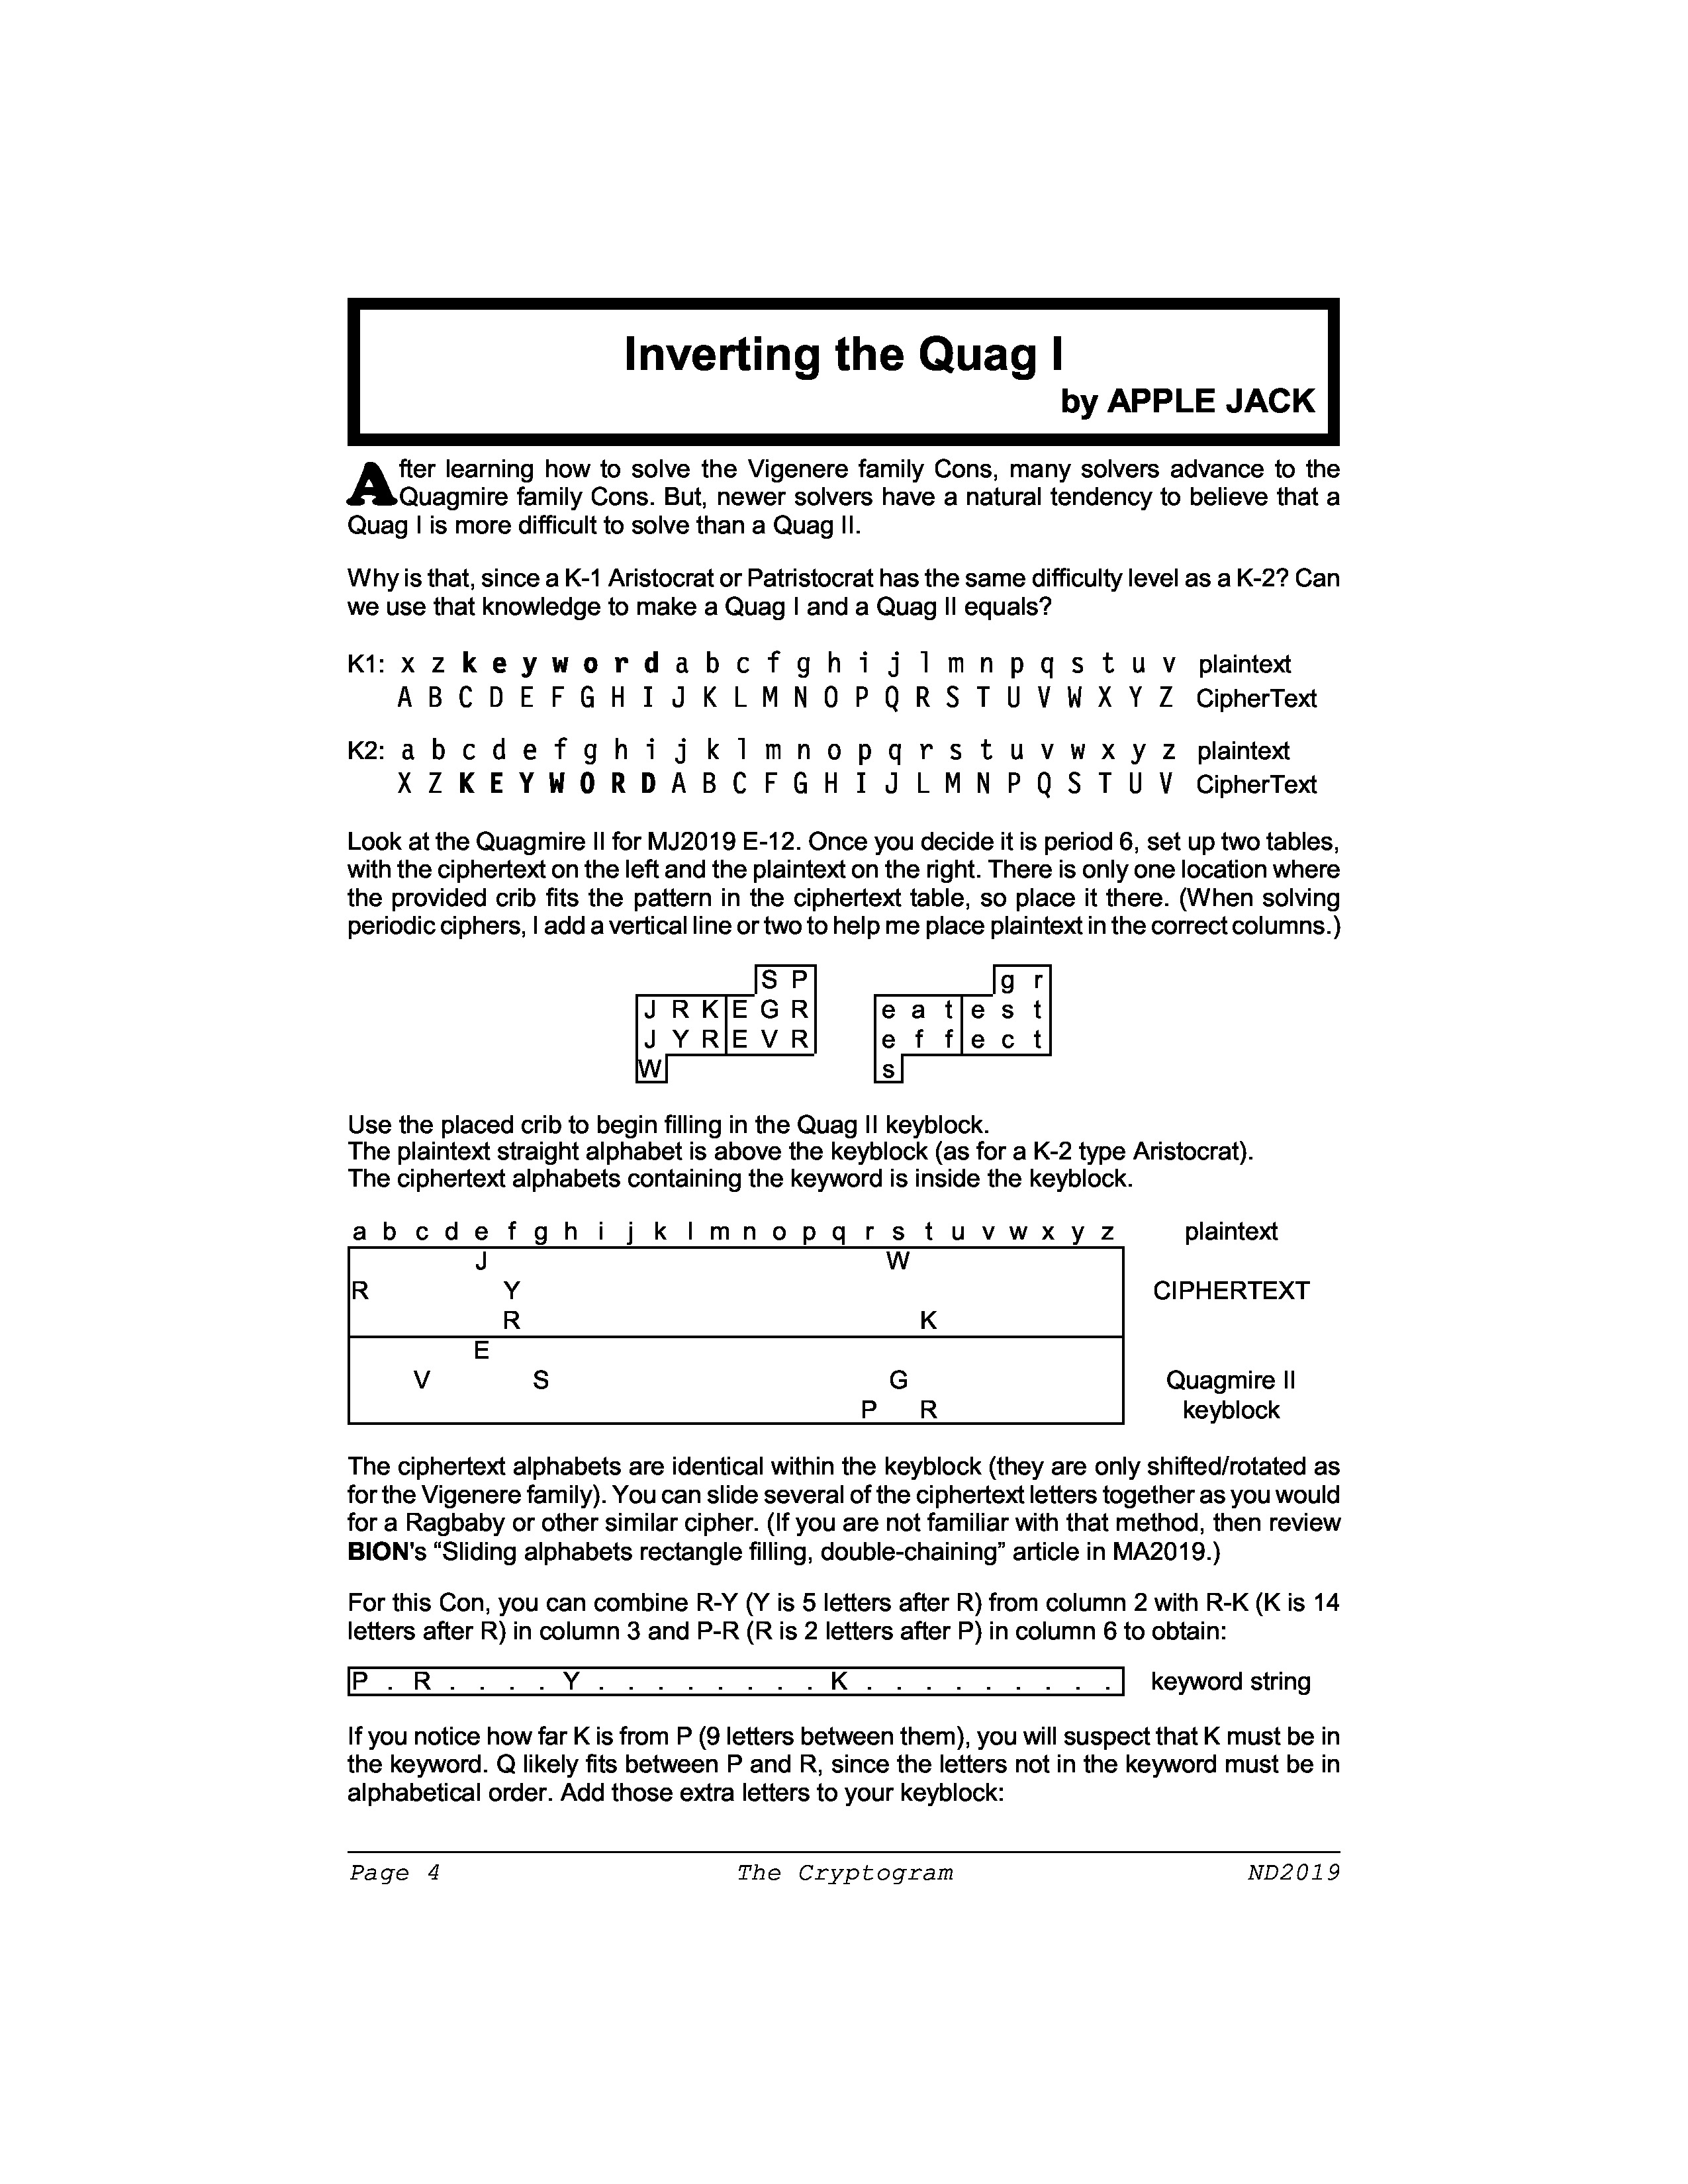 Inverting the Quag I
by APPLE JACK
After learning how to solve the Vigenere family Cons, many solvers advance to the
Quagmire family Cons. But, newer solvers have a natural tendency to believe that a
Quag I is more difficult to solve than a Quag II.
Why is that, since a K-1 Aristocrat or Patristocrat has the same difficulty level as a K-2? Can
we use that knowledge to make a Quag I and a Quag II equals?
K1: x z k e y w o r d a b c f g h i j l m n p q s t u v plaintext
A B C D E F G H I J K L M N O P Q R S T U V W X Y Z CipherText
K2: a b c d e f g h i j k l m n o p q r s t u v w x y z plaintext
X Z K E Y W O R D A B C F G H I J L M N P Q S T U V CipherText
Look at the Quagmire II for MJ2019 E-12. Once you decide it is period 6, set up two tables,
with the ciphertext on the left and the plaintext on the right. There is only one location where
the provided crib fits the pattern in the ciphertext table, so place it there. (When solving
periodic ciphers, I add a vertical line or two to help me place plaintext in the correct columns.)
S P g r
J R K E G R e a t e s t
J Y R E V R e f f e c t
W s
Use the placed crib to begin filling in the Quag II keyblock.
The plaintext straight alphabet is above the keyblock (as for a K-2 type Aristocrat).
The ciphertext alphabets containing the keyword is inside the keyblock.
a b c d e f g h i j k l m n o p q r s t u v w x y z plaintext
J W
R Y CIPHERTEXT
R K
E
V S G Quagmire II
P R keyblock
The ciphertext alphabets are identical within the keyblock (they are only shifted/rotated as
for the Vigenere family). You can slide several of the ciphertext letters together as you would
for a Ragbaby or other similar cipher. (If you are not familiar with that method, then review
BION's “Sliding alphabets rectangle filling, double-chaining” article in MA2019.)
For this Con, you can combine R-Y (Y is 5 letters after R) from column 2 with R-K (K is 14
letters after R) in column 3 and P-R (R is 2 letters after P) in column 6 to obtain:
P . R . . . . Y . . . . . . . . K . . . . . . . . . keyword string
If you notice how far K is from P (9 letters between them), you will suspect that K must be in
the keyword. Q likely fits between P and R, since the letters not in the keyword must be in
alphabetical order. Add those extra letters to your keyblock:
Page 4 The Cryptogram ND2019